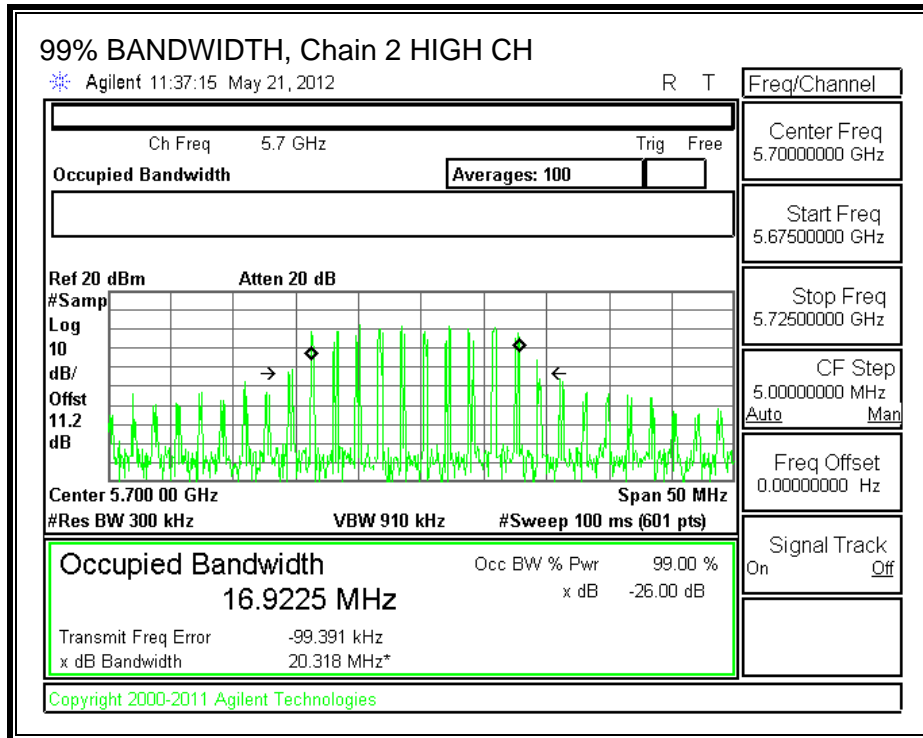 99% BANDWIDTH, Chain 2 HIGH CH
Agilent 11:37:15 May 21, 2012 R T
Freq/Channel
Ch Freq 5.7 GHz Trig Free
Occupied Bandwidth Averages: 100
Center Freq
5.70000000 GHz
Start Freq
5.67500000 GHz
Stop Freq
5.72500000 GHz
CF Step
5.00000000 MHz
Auto Man
Freq Offset
0.00000000 Hz
Signal Track
On Off
Ref 20 dBm Atten 20 dB
#Samp
Log
10
dB/
Offst
11.2
dB
Center 5.700 00 GHz Span 50 MHz
#Res BW 300 kHz VBW 910 kHz #Sweep 100 ms (601 pts)
Occupied Bandwidth Occ BW % Pwr 99.00 %
16.9225 MHz x dB -26.00 dB
Transmit Freq Error -99.391 kHz
x dB Bandwidth 20.318 MHz*
Copyright 2000-2011 Agilent Technologies